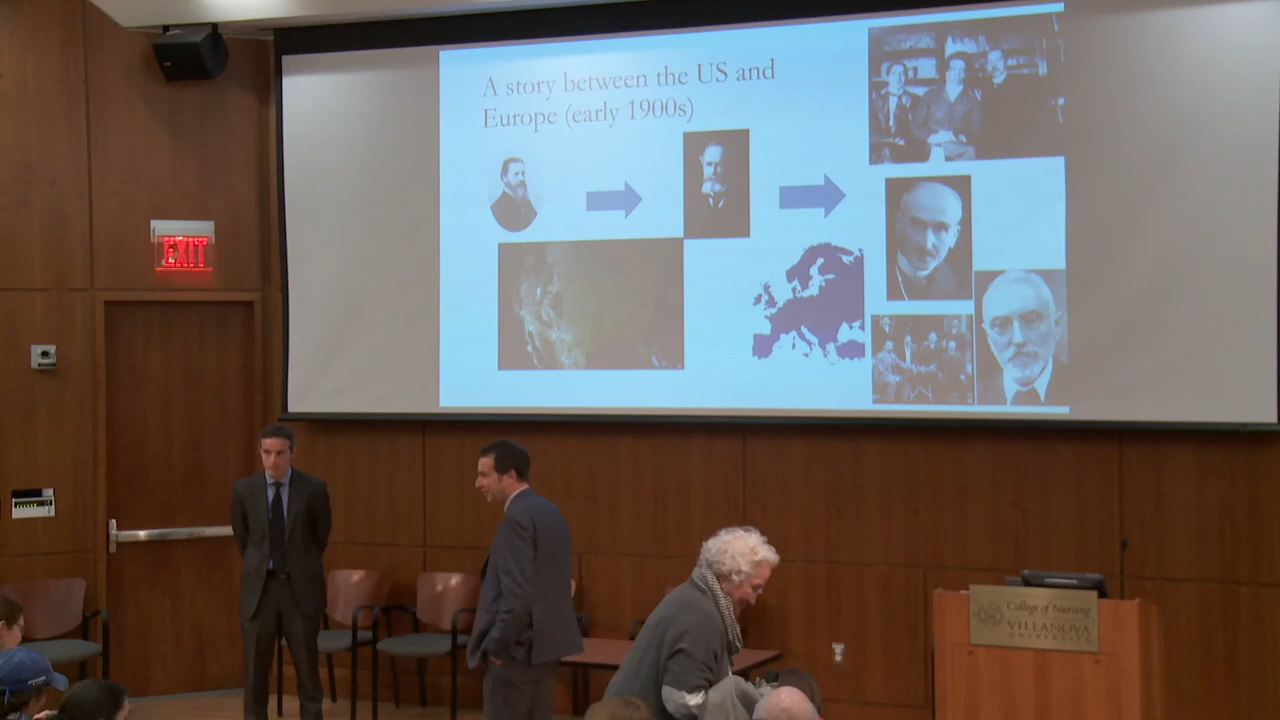 A story between the US and
Europe (early 1900s)
EXIT
College of Nursing
VILLANOVA
UNIVERSITY